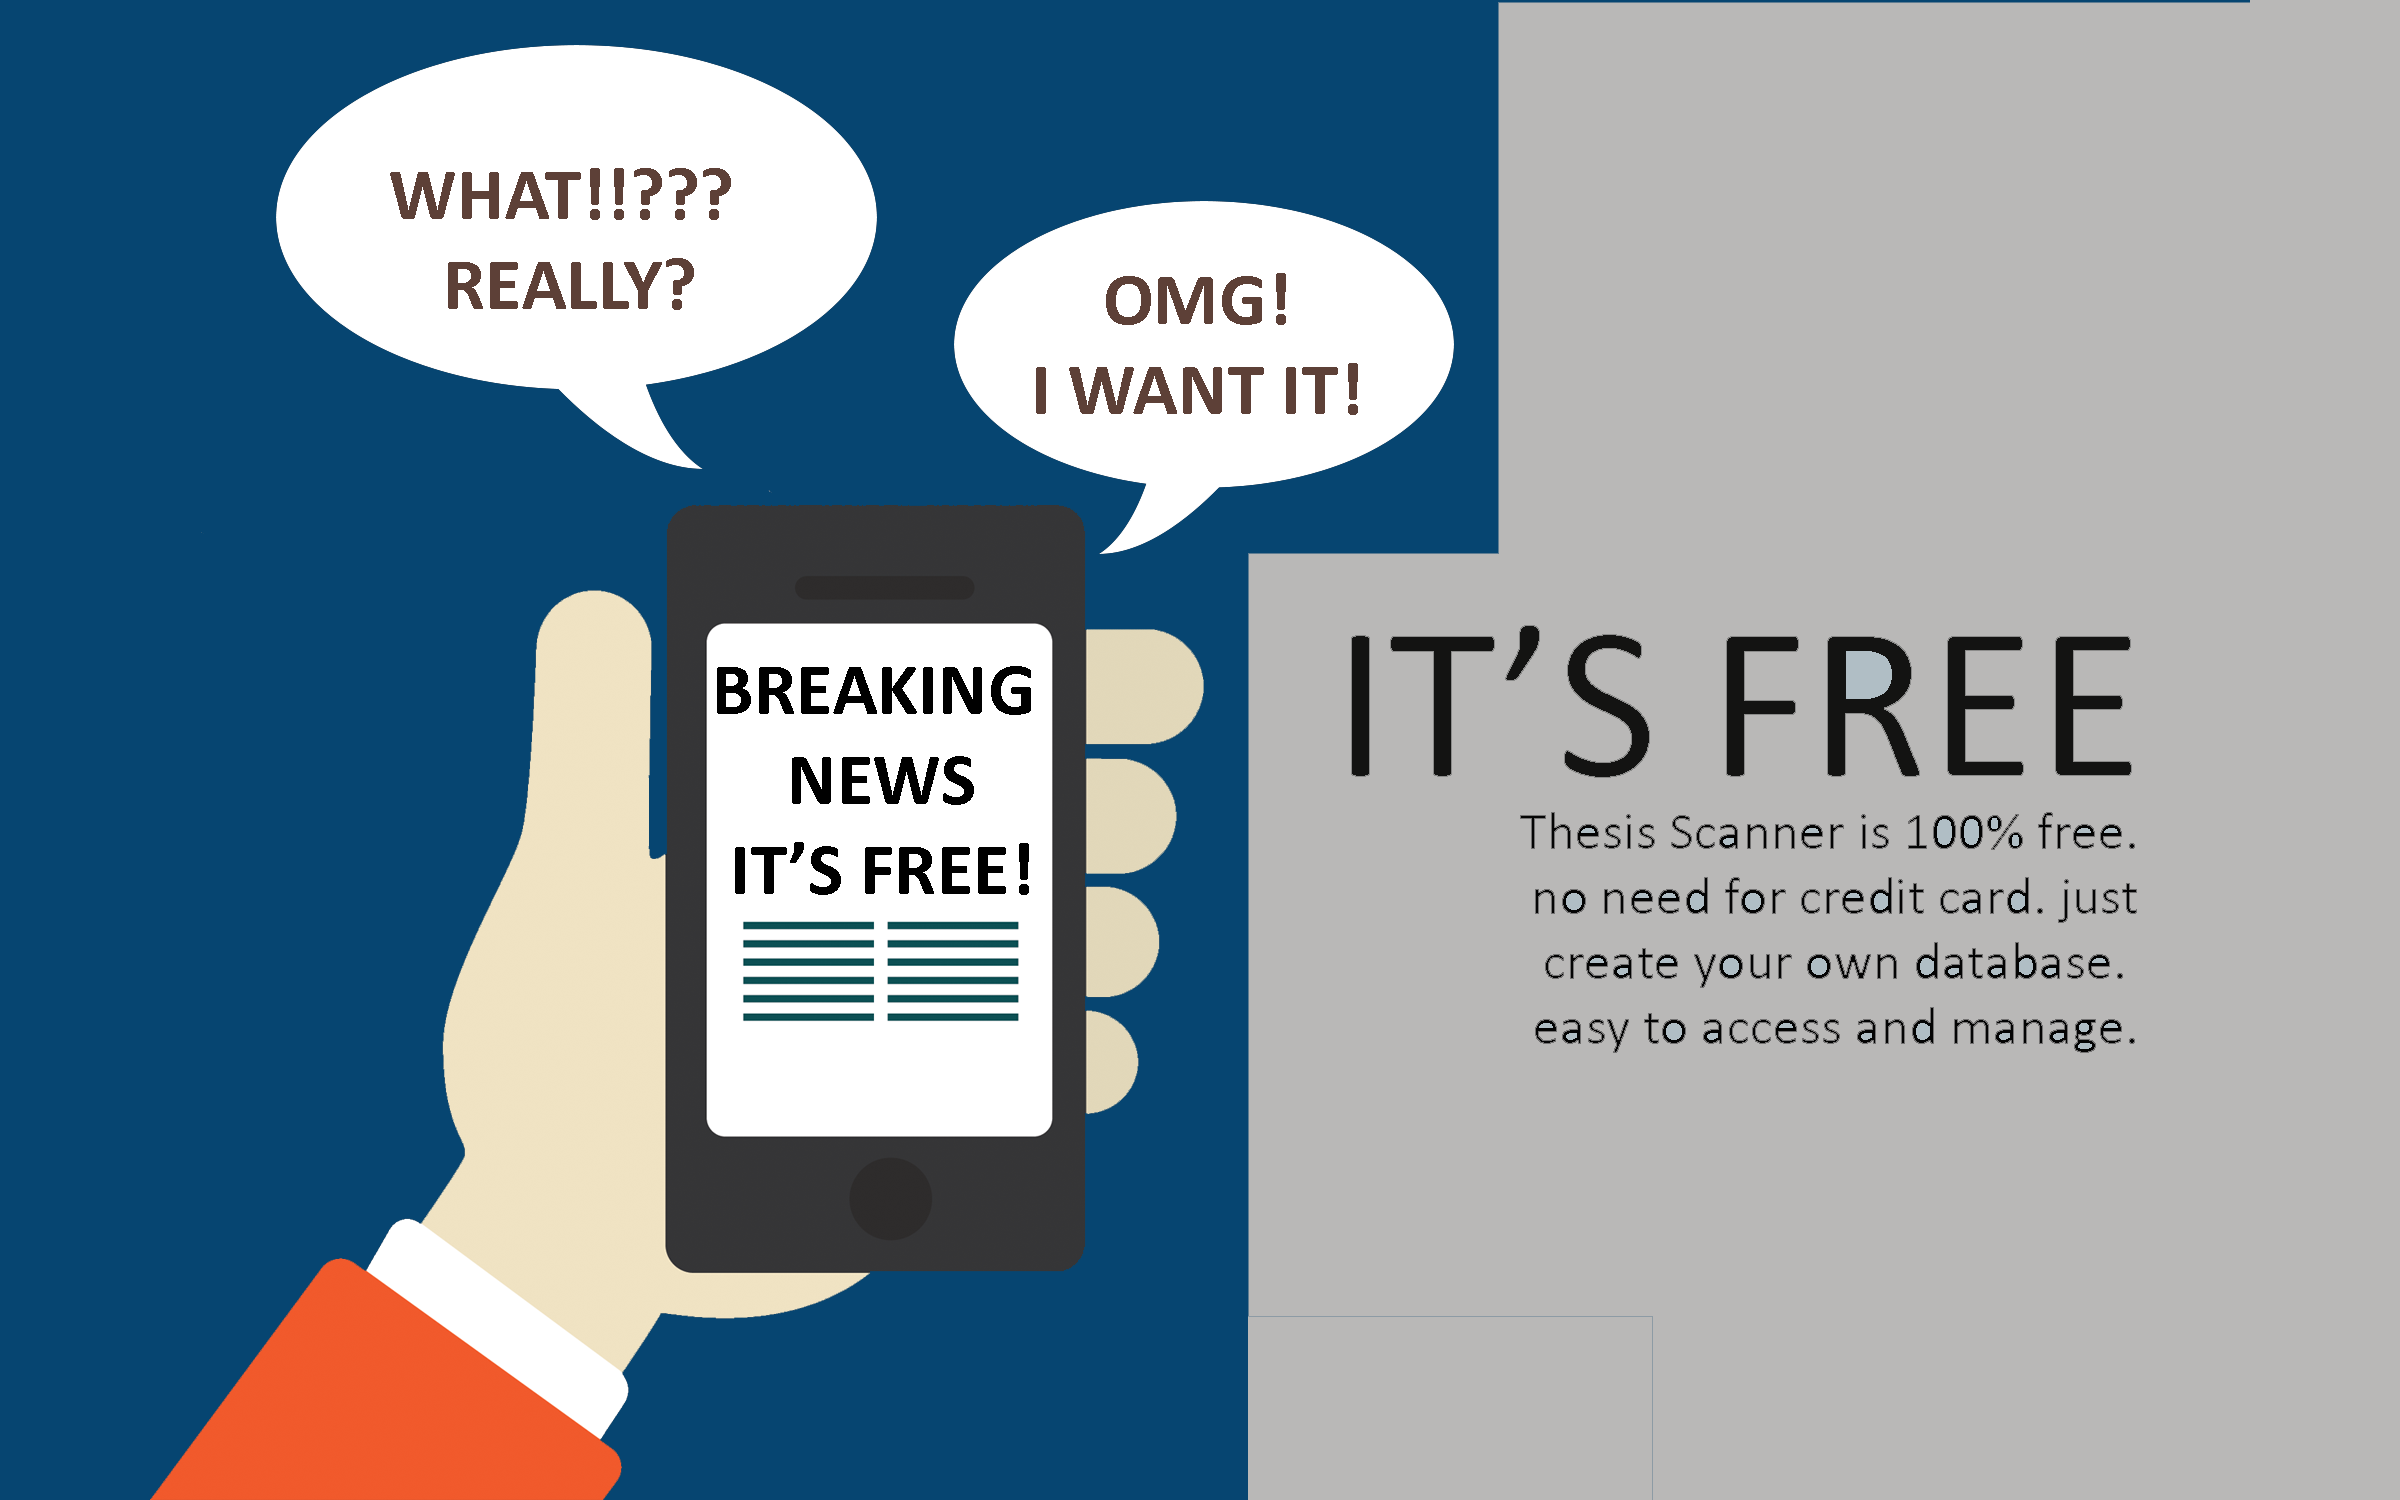 WHAT!!???
REALLY?
OMG!
I WANT IT!
BREAKING
NEWS
IT’S FREE!
IT’S FREE
Thesis Scanner is 100% free.
no need for credit card. just
create your own database.
easy to access and manage.